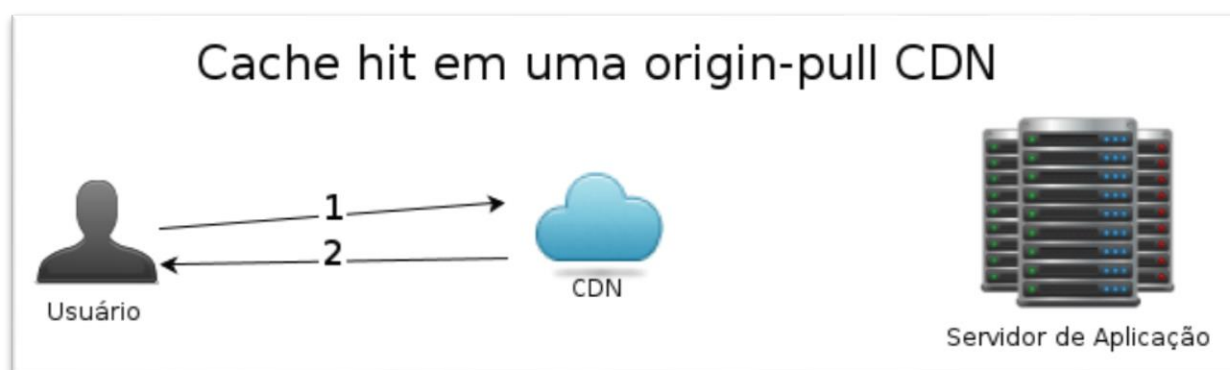 Cache hit em uma origin-pull CDN
1
2
Usuário
CDN
Servidor de Aplicação